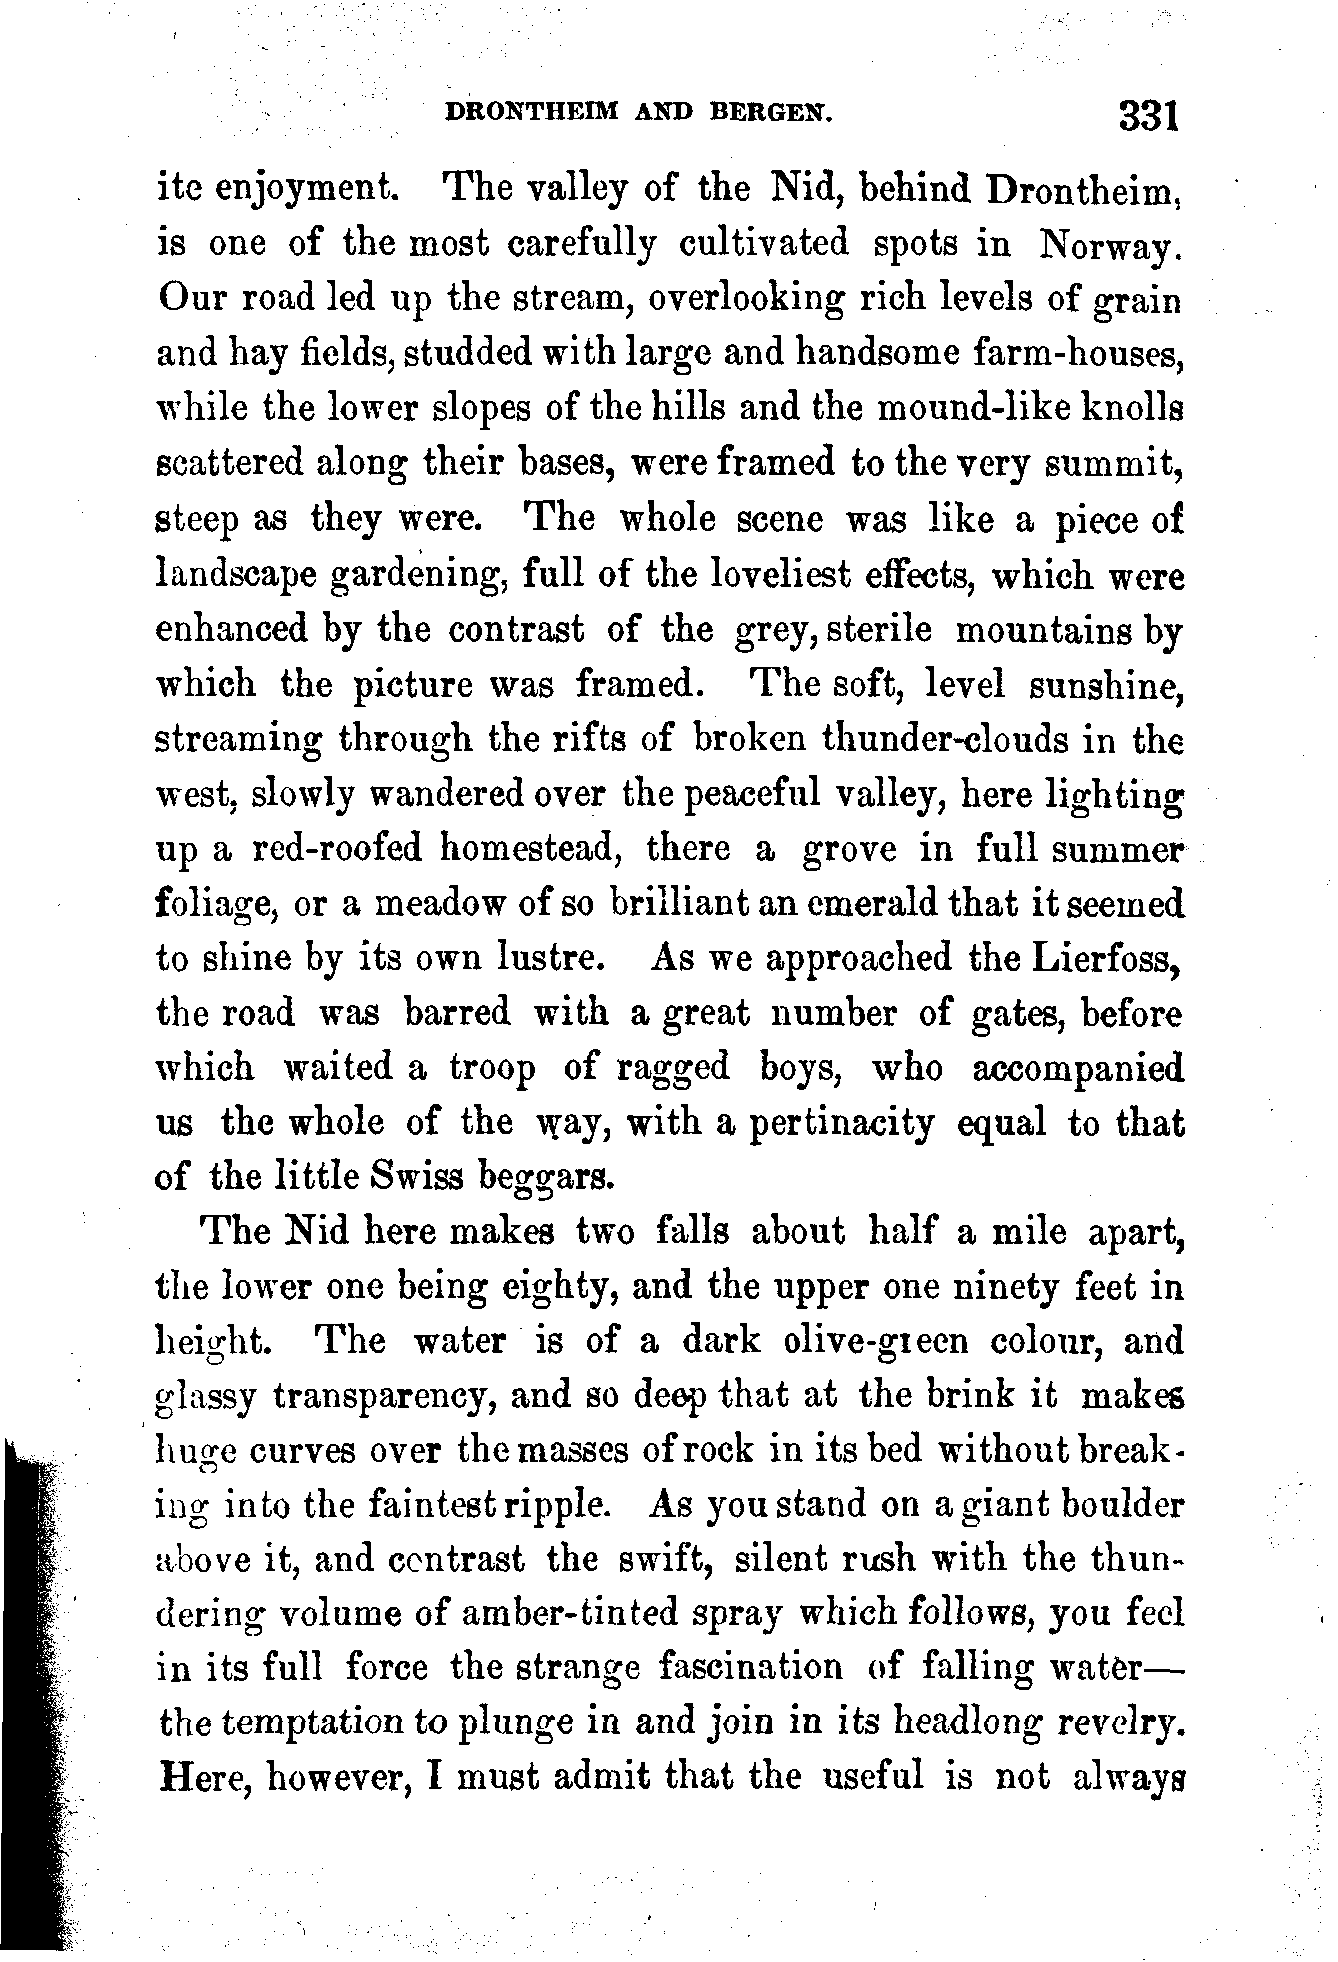 DRONTHEIM AND BERGEN. 331
ite enjoyment. The valley of the Nid, behind Drontheim,
is one of the most carefully cultivated spots in Norway.
Our road led up the stream, overlooking rich levels of grain
and hay fields, studded with large and handsome farm-houses,
while the lower slopes of the hills and the mound-like knolls
scattered along their bases, were framed to the very summit,
steep as they were. The whole scene was like a piece of
landscape gardening, full of the loveliest effects, which were
enhanced by the contrast of the grey, sterile mountains by
which the picture was framed. The soft, level sunshine,
streaming through the rifts of broken thunder-clouds in the
west, slowly wandered over the peaceful valley, here lighting
up a red-roofed homestead, there a grove in full summer
foliage, or a meadow of so brilliant an emerald that it seemed
to shine by its own lustre. As we approached the Lierfoss,
the road was barred with a great number of gates, before
which waited a troop of ragged boys, who accompanied
us the whole of the way, with a pertinacity equal to that
of the little Swiss beggars.
The Nid here makes two falls about half a mile apart,
the lower one being eighty, and the upper one ninety feet in
height. The water is of a dark olive-green colour, and
glassy transparency, and so deep that at the brink it makes
huge curves over the masses of rock in its bed without break-
ing into the faintest ripple. As you stand on a giant boulder
above it, and contrast the swift, silent rush with the thun-
dering volume of amber-tinted spray which follows, you feel
in its full force the strange fascination of falling water—
the temptation to plunge in and join in its headlong revelry.
Here, however, I must admit that the useful is not always